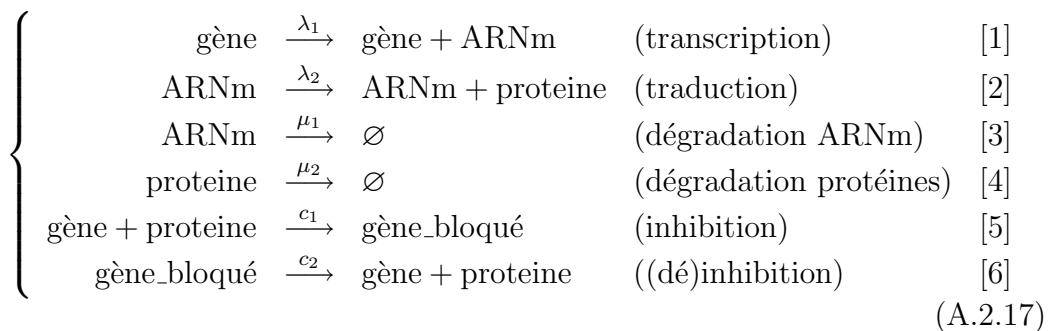 gène λ₁⟶ gène + ARNm (transcription) [1]
ARNm λ₂⟶ ARNm + proteine (traduction) [2]
ARNm μ₁⟶ ∅ (dégradation ARNm) [3]
proteine μ₂⟶ ∅ (dégradation protéines) [4]
gène + proteine c₁⟶ gène_bloqué (inhibition) [5]
gène_bloqué c₂⟶ gène + proteine ((dé)inhibition) [6]
(A.2.17)